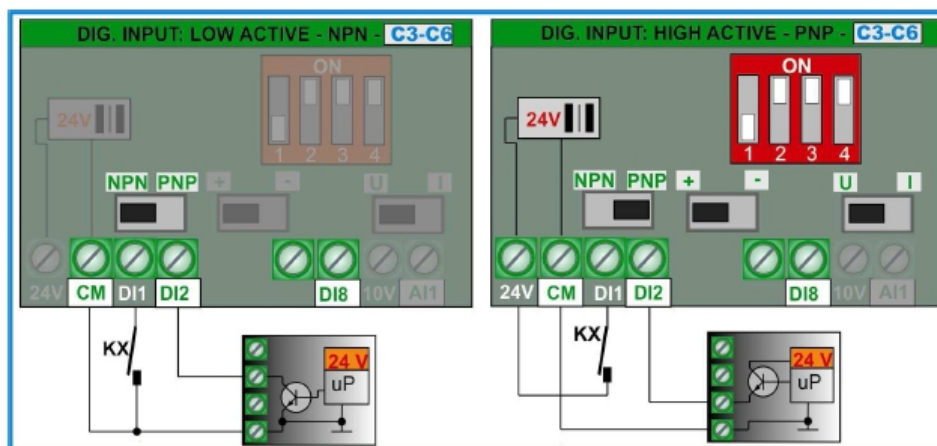 DIG. INPUT: LOW ACTIVE - NPN - C3-C6
ON
24V
1 2 3 4
NPN PNP + - U I
24V CM DI1 DI2 DI8 10V AI1
KX
24 V
uP
DIG. INPUT: HIGH ACTIVE - PNP - C3-C6
ON
24V
1 2 3 4
NPN PNP + - U I
24V CM DI1 DI2 DI8 10V AI1
KX
24 V
uP